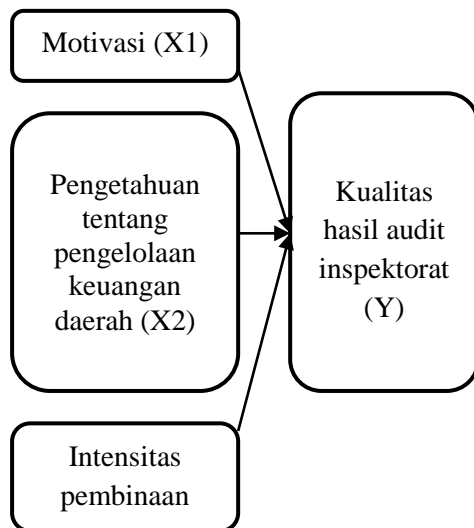 Motivasi (X1)
Pengetahuan
tentang
pengelolaan
keuangan
daerah (X2)
Kualitas
hasil audit
inspektorat
(Y)
Intensitas
pembinaan